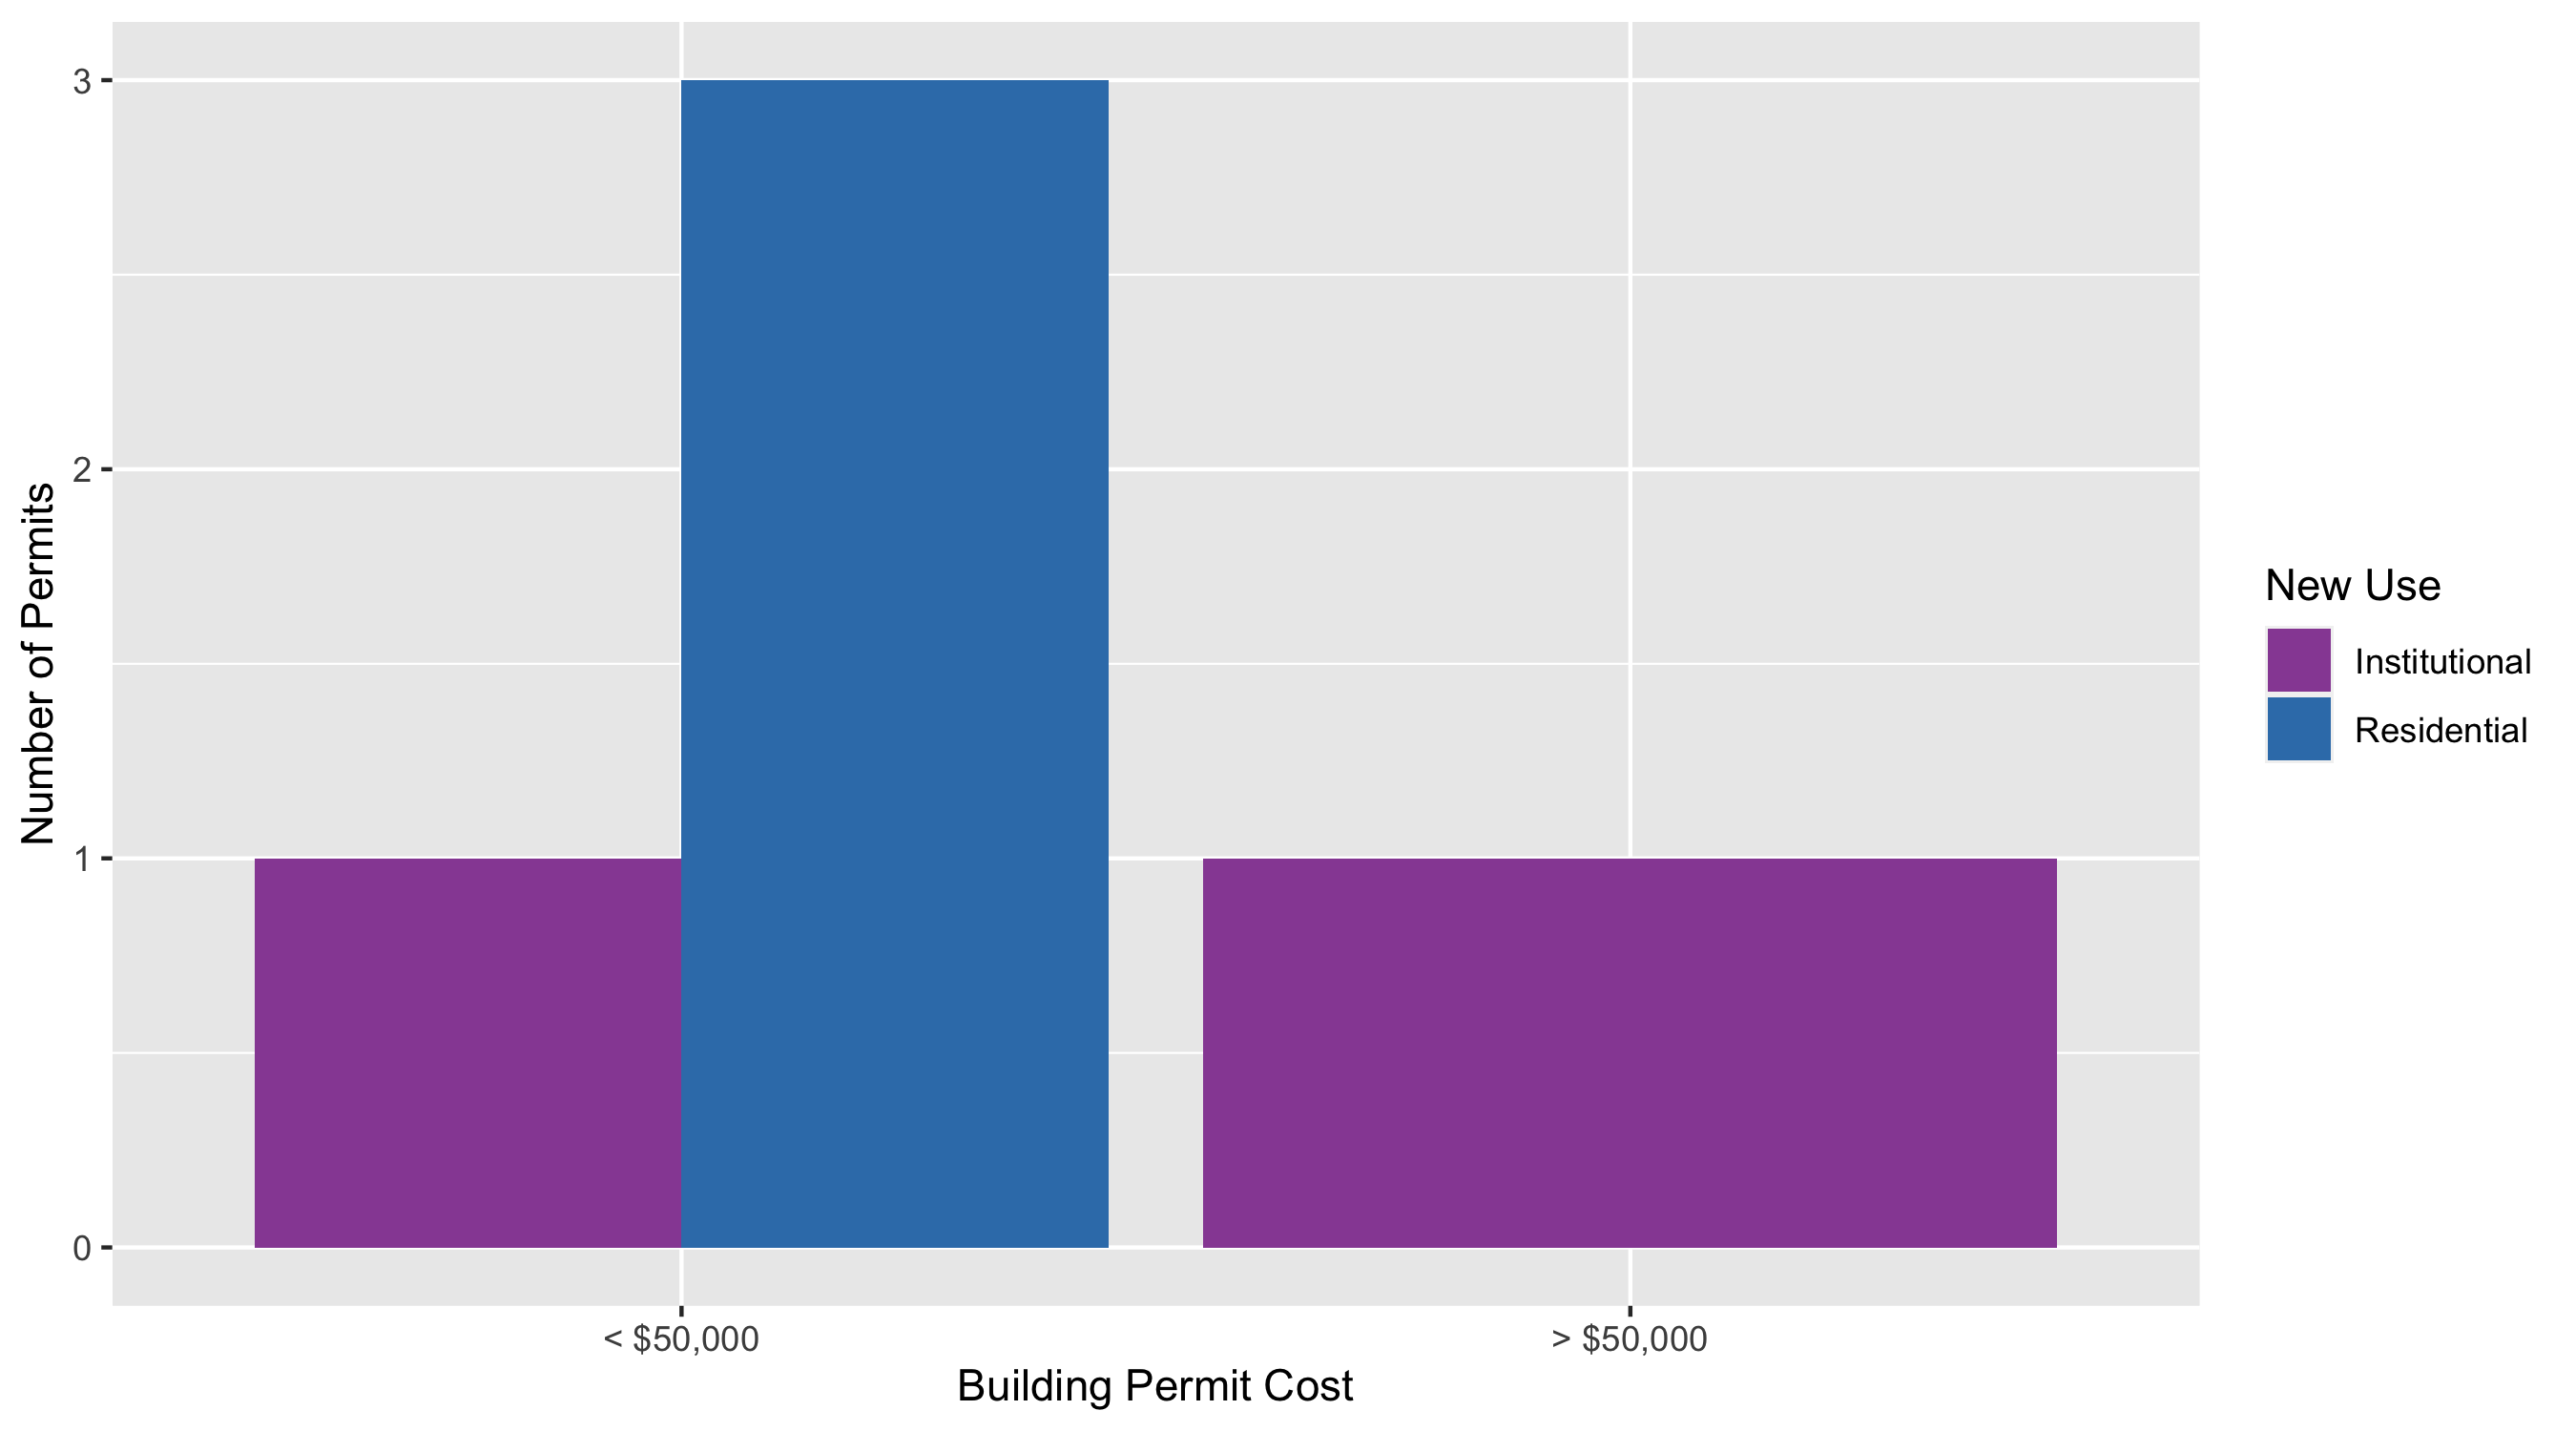 3
2
1
0
Number of Permits
< $50,000
> $50,000
Building Permit Cost
New Use
Institutional
Residential